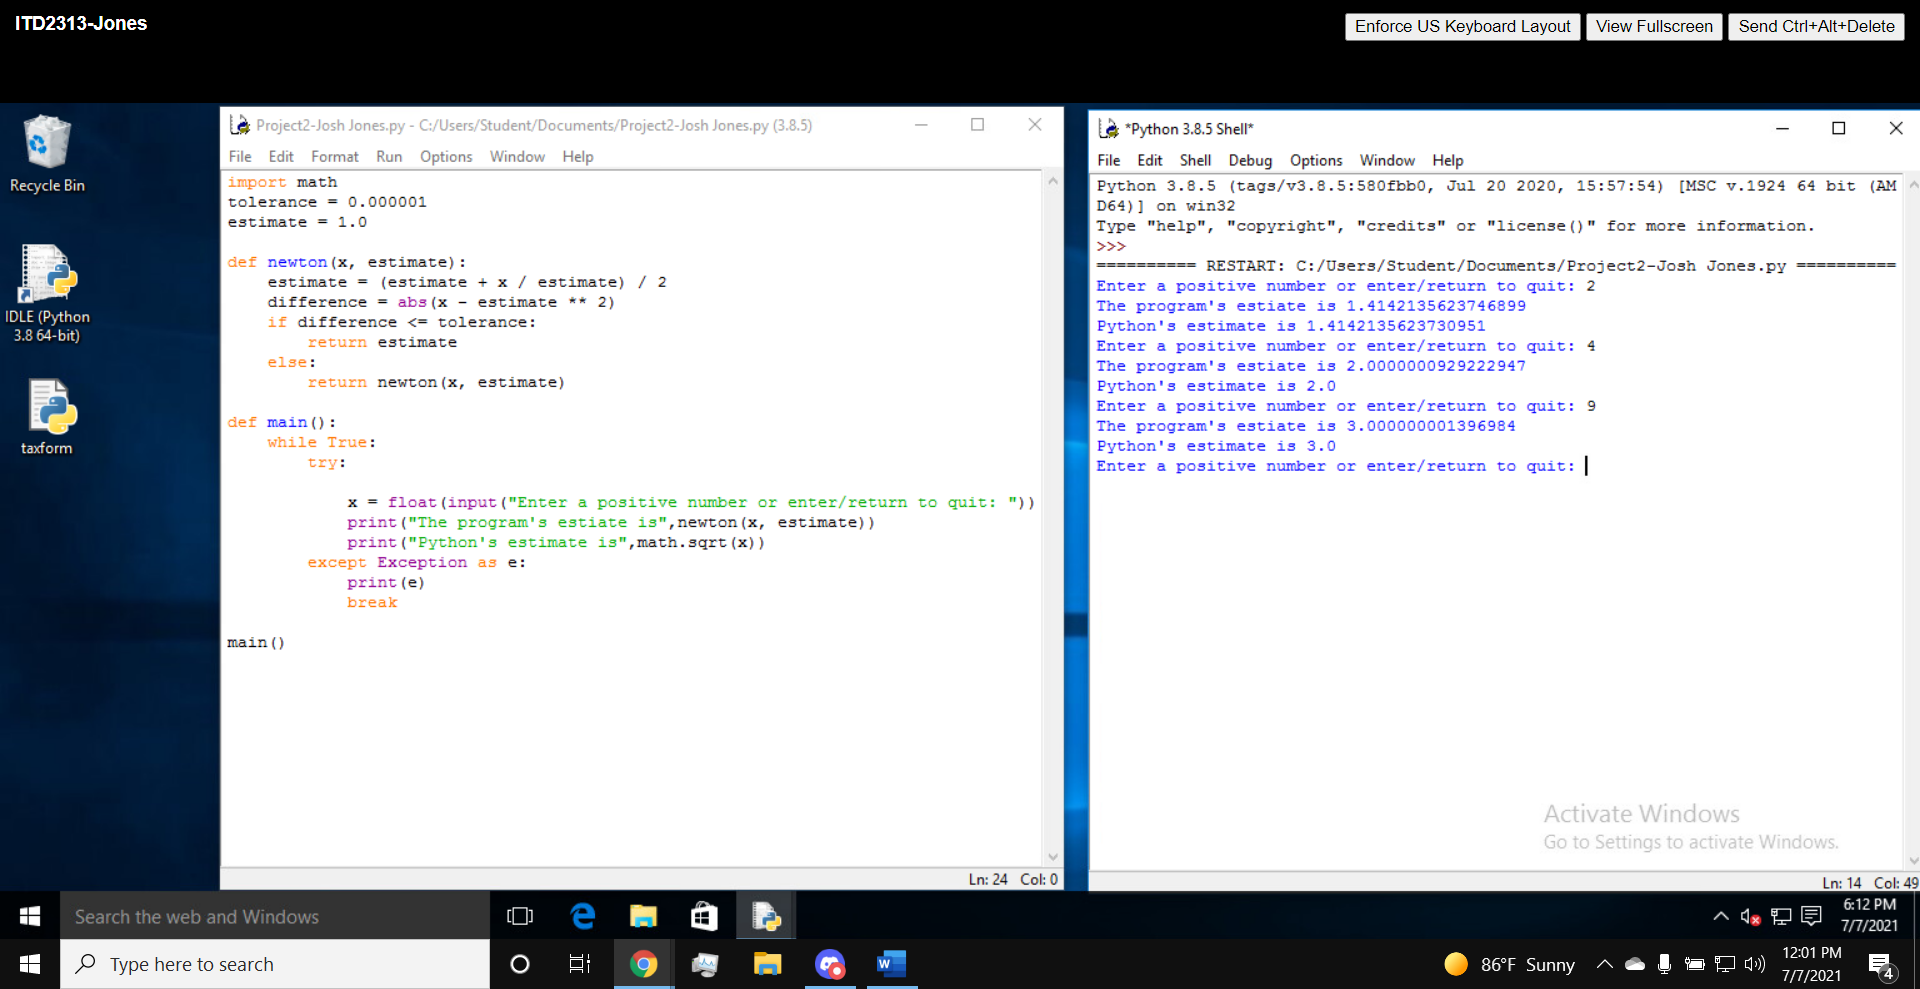 ITD2313-Jones
Enforce US Keyboard Layout
View Fullscreen
Send Ctrl+Alt+Delete
Recycle Bin
IDLE (Python
3.8 64-bit)
taxform
Project2-Josh Jones.py - C:/Users/Student/Documents/Project2-Josh Jones.py (3.8.5)
File Edit Format Run Options Window Help
import math
tolerance = 0.000001
estimate = 1.0
def newton(x, estimate):
    estimate = (estimate + x / estimate) / 2
    difference = abs(x - estimate ** 2)
    if difference <= tolerance:
        return estimate
    else:
        return newton(x, estimate)
def main():
    while True:
        try:
            x = float(input("Enter a positive number or enter/return to quit: "))
            print("The program's estiate is",newton(x, estimate))
            print("Python's estimate is",math.sqrt(x))
        except Exception as e:
            print(e)
            break
main()
Ln: 24 Col: 0
*Python 3.8.5 Shell*
File Edit Shell Debug Options Window Help
Python 3.8.5 (tags/v3.8.5:580fbb0, Jul 20 2020, 15:57:54) [MSC v.1924 64 bit (AM
D64)] on win32
Type "help", "copyright", "credits" or "license()" for more information.
>>>
========== RESTART: C:/Users/Student/Documents/Project2-Josh Jones.py ==========
Enter a positive number or enter/return to quit: 2
The program's estiate is 1.4142135623746899
Python's estimate is 1.4142135623730951
Enter a positive number or enter/return to quit: 4
The program's estiate is 2.0000000929222947
Python's estimate is 2.0
Enter a positive number or enter/return to quit: 9
The program's estiate is 3.000000001396984
Python's estimate is 3.0
Enter a positive number or enter/return to quit:
Activate Windows
Go to Settings to activate Windows.
Ln: 14 Col: 49
Search the web and Windows
6:12 PM
7/7/2021
Type here to search
W
86°F Sunny
12:01 PM
7/7/2021
4